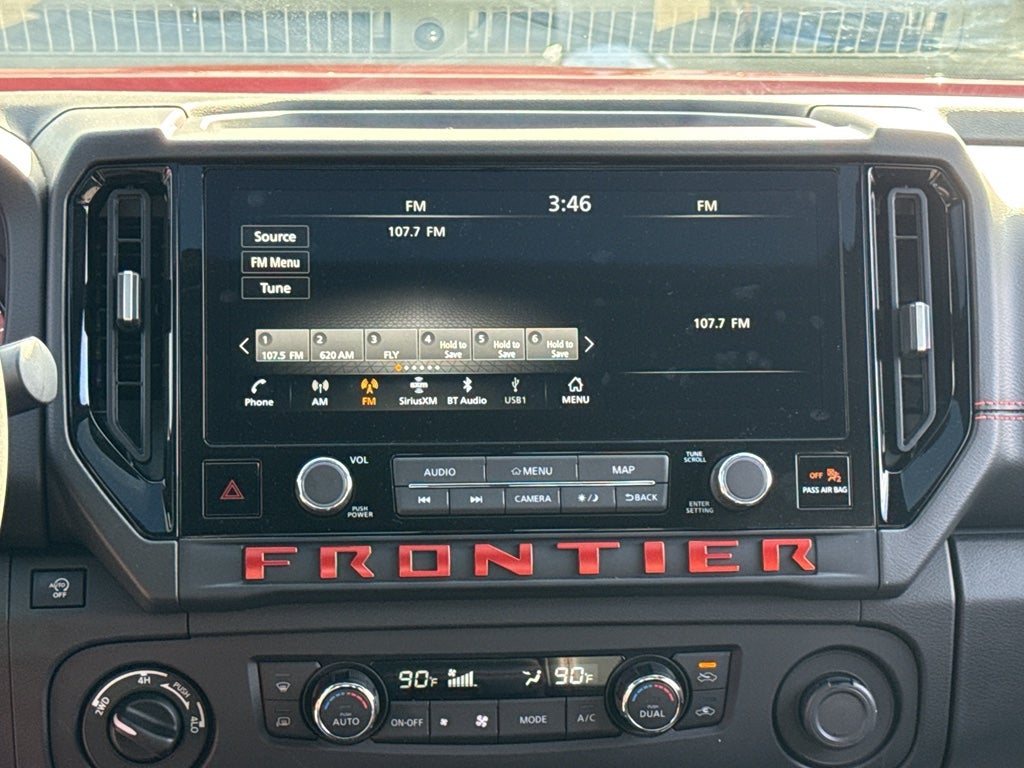 FM 3:46 FM
107.7 FM
Source
FM Menu
Tune
107.7 FM
1 2 3 4 5 6
107.5 FM 620 AM FLY Hold to Save Hold to Save Hold to Save
Phone AM FM SiriusXM BT Audio USB1 MENU
VOL AUDIO MENU MAP TUNE SCROLL
CAMERA BACK
PUSH POWER ENTER SETTING
OFF
PASS AIR BAG
FRONTIER
AUTO OFF
90°F 90°F
2WD 4H PUSH 4LO
PUSH AUTO ON-OFF MODE A/C PUSH DUAL